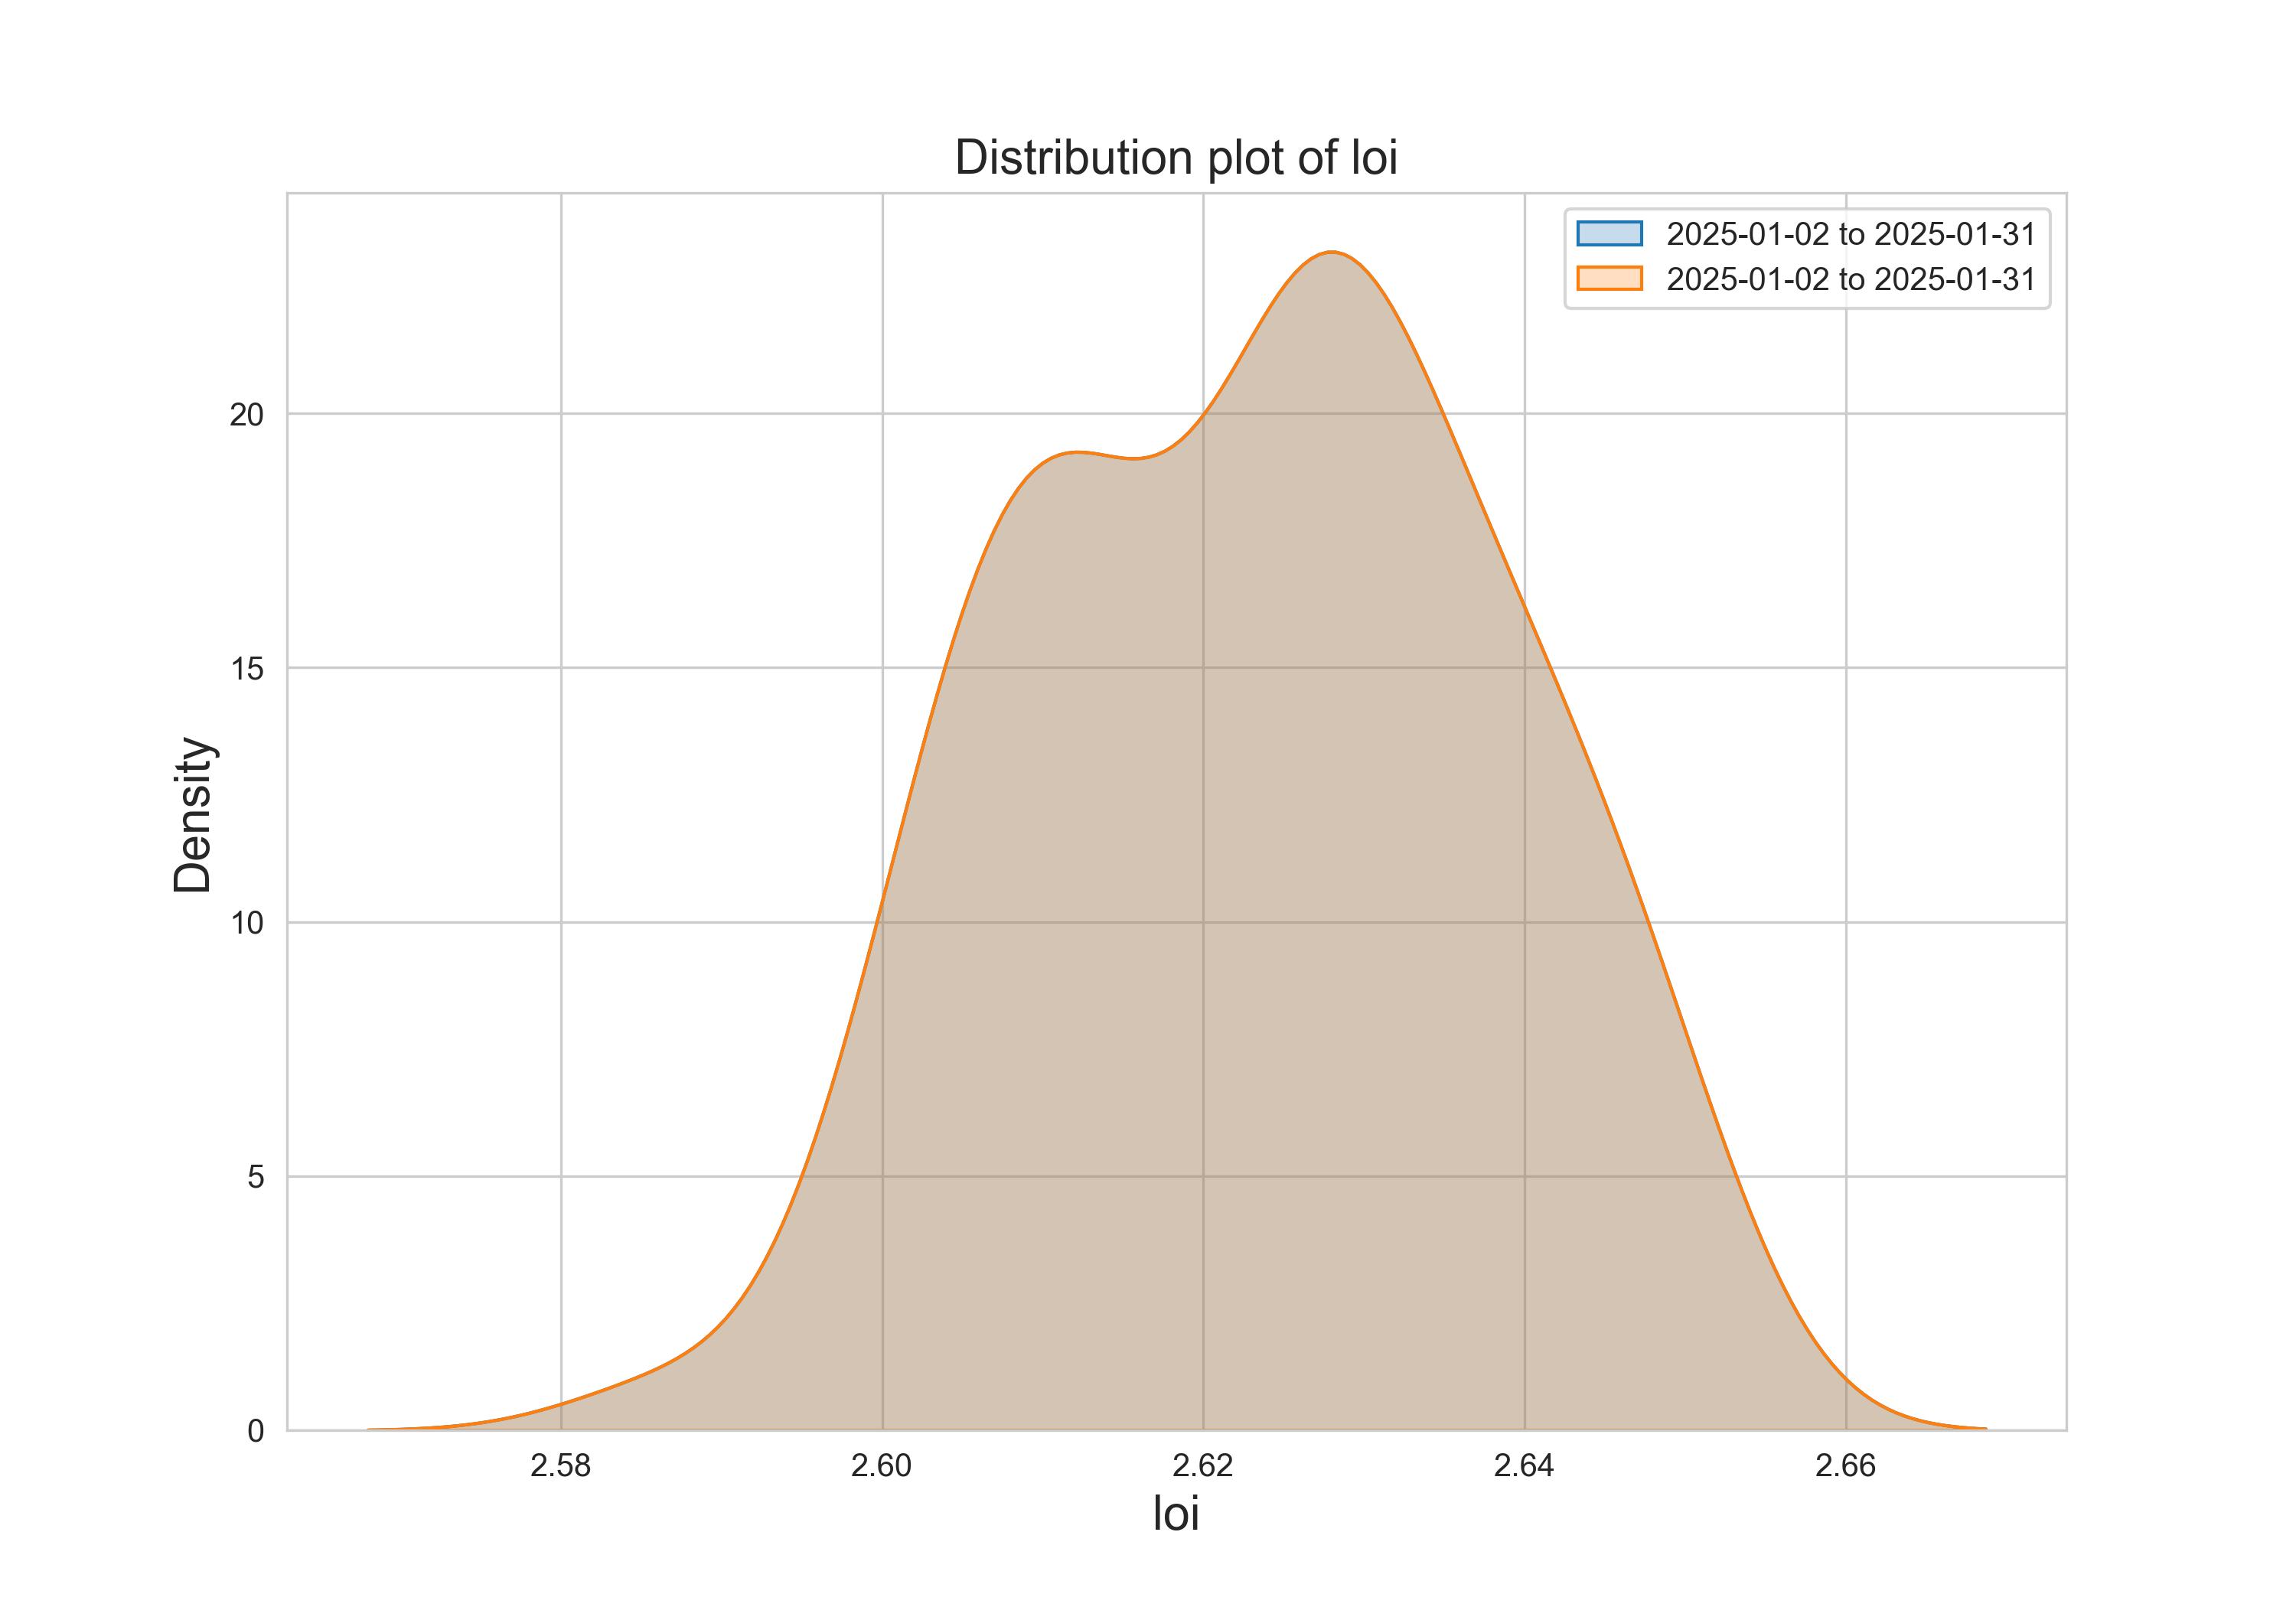 Distribution plot of loi
2025-01-02 to 2025-01-31
2025-01-02 to 2025-01-31
Density
20
15
10
5
0
2.58 2.60 2.62 2.64 2.66
loi